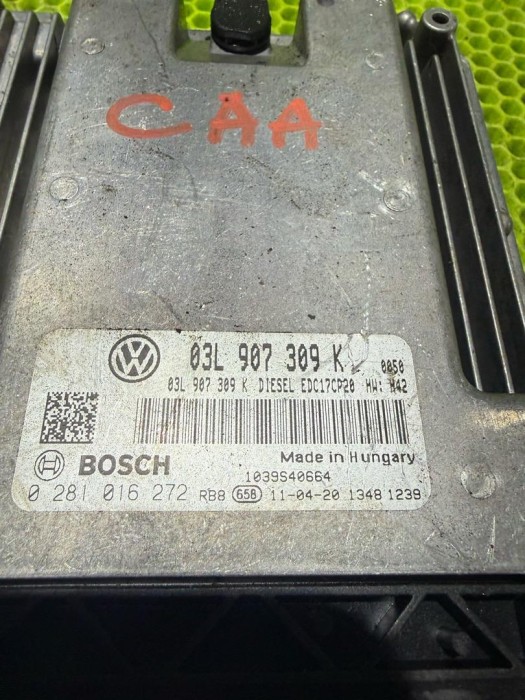 CAA
03L 907 309 K 0050
03L 907 309 K DIESEL EDC17CP20 HW: H42
Made in Hungary
BOSCH
1039S40664
0 281 016 272 RB8 658 11-04-20 1348 1239